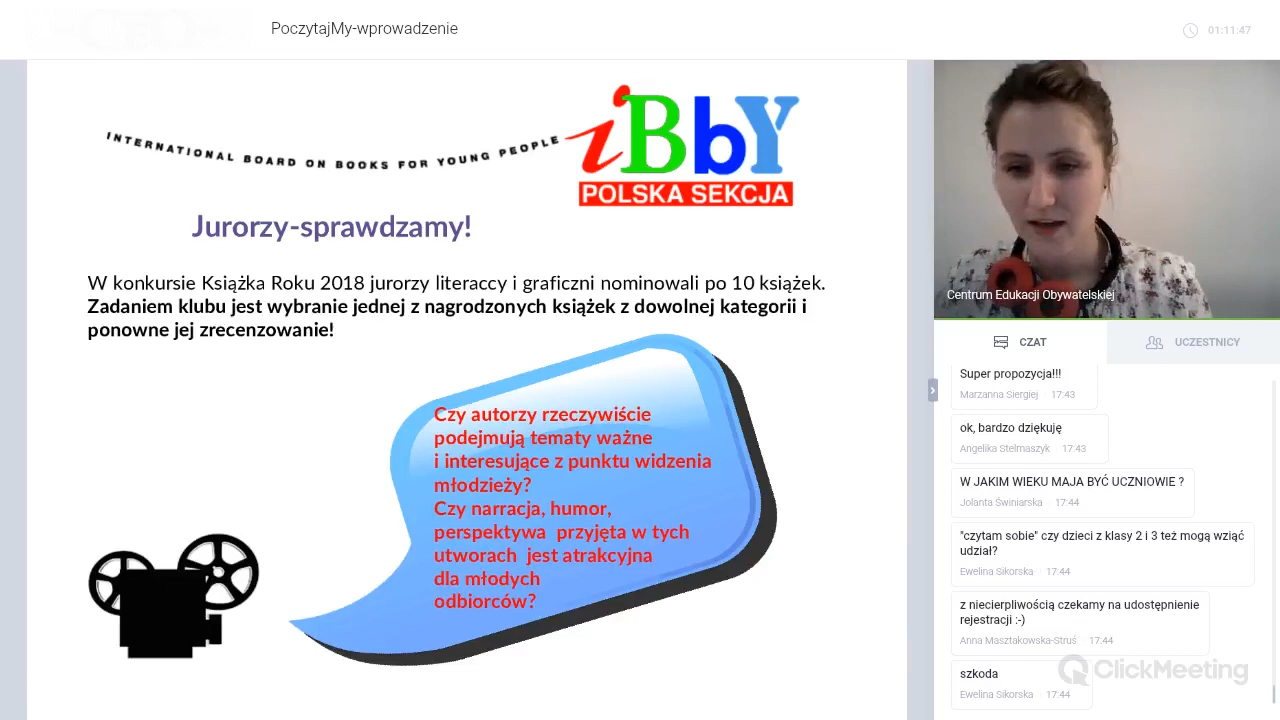 PoczytajMy-wprowadzenie
01:11:47
INTERNATIONAL BOARD ON BOOKS FOR YOUNG PEOPLE
iBbY
POLSKA SEKCJA
Jurorzy-sprawdzamy!
W konkursie Książka Roku 2018 jurorzy literaccy i graficzni nominowali po 10 książek.
Zadaniem klubu jest wybranie jednej z nagrodzonych książek z dowolnej kategorii i
ponowne jej zrecenzowanie!
Czy autorzy rzeczywiście
podejmują tematy ważne
i interesujące z punktu widzenia
młodzieży?
Czy narracja, humor,
perspektywa przyjęta w tych
utworach jest atrakcyjna
dla młodych
odbiorców?
Centrum Edukacji Obywatelskiej
CZAT
UCZESTNICY
Super propozycja!!!
Marzanna Siergiej 17:43
ok, bardzo dziękuję
Angelika Stelmaszyk 17:43
W JAKIM WIEKU MAJA BYĆ UCZNIOWIE ?
Jolanta Świniarska 17:44
"czytam sobie" czy dzieci z klasy 2 i 3 też mogą wziąć
udział?
Ewelina Sikorska 17:44
z niecierpliwością czekamy na udostępnienie
rejestracji :-)
Anna Masztakowska-Struś 17:44
szkoda
Ewelina Sikorska 17:44
ClickMeeting